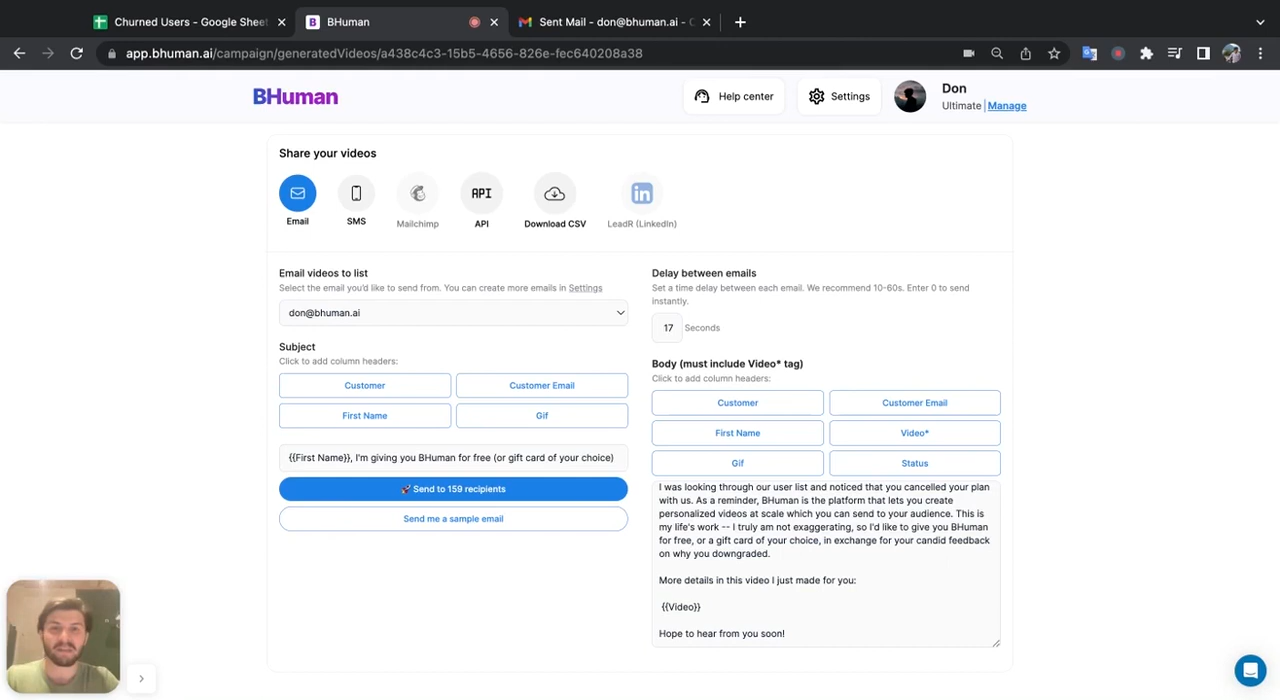 Churned Users - Google Sheet
BHuman
Sent Mail - don@bhuman.ai - 
app.bhuman.ai/campaign/generatedVideos/a438c4c3-15b5-4656-826e-fec640208a38
BHuman
Help center
Settings
Don
Ultimate | Manage
Share your videos
API
in
Email
SMS
Mailchimp
API
Download CSV
LeadR (LinkedIn)
Email videos to list
Select the email you'd like to send from. You can create more emails in Settings
don@bhuman.ai
Subject
Click to add column headers:
Customer
Customer Email
First Name
Gif
{{First Name}}, I'm giving you BHuman for free (or gift card of your choice)
🚀 Send to 159 recipients
Send me a sample email
Delay between emails
Set a time delay between each email. We recommend 10-60s. Enter 0 to send
instantly.
17 Seconds
Body (must include Video* tag)
Click to add column headers:
Customer
Customer Email
First Name
Video*
Gif
Status
I was looking through our user list and noticed that you cancelled your plan
with us. As a reminder, BHuman is the platform that lets you create
personalized videos at scale which you can send to your audience. This is
my life's work -- I truly am not exaggerating, so I'd like to give you BHuman
for free, or a gift card of your choice, in exchange for your candid feedback
on why you downgraded.
More details in this video I just made for you:
{{Video}}
Hope to hear from you soon!